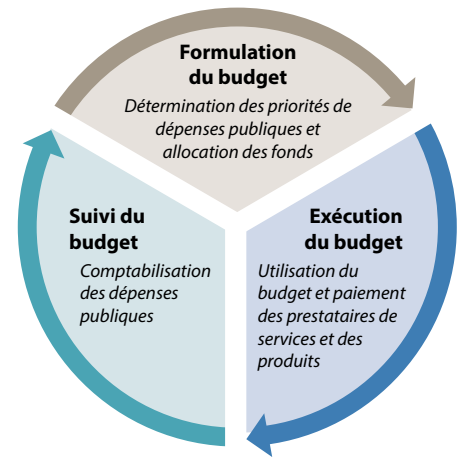 Formulation
du budget
Détermination des priorités de
dépenses publiques et
allocation des fonds
Suivi du
budget
Comptabilisation
des dépenses
publiques
Exécution
du budget
Utilisation du
budget et paiement
des prestataires de
services et des
produits